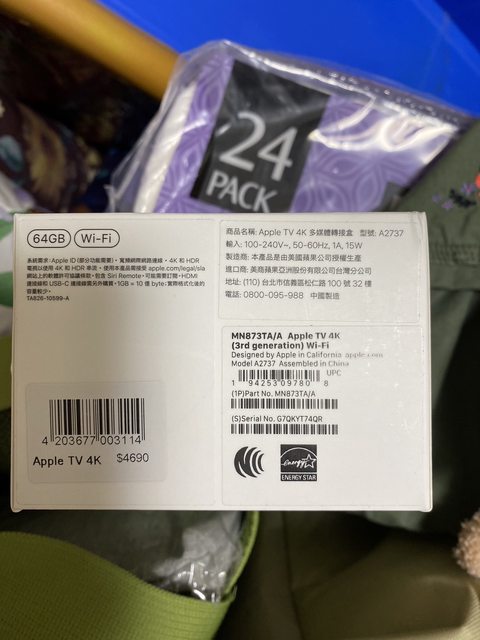 24
PACK
64GB Wi-Fi
系統需求：Apple ID (部分功能需要)。寬頻網際網路連線。4K 和 HDR
電視以使用 4K 和 HDR 串流。使用本產品需接受 apple.com/legal/sla
網站上的軟體許可協議條款。包含 Siri Remote。可能需要訂閱。HDMI
連接線和 USB-C 連接線需另外購買。1GB = 10 億 byte；實際格式化後的
容量較少。
TA826-10599-A
商品名稱: Apple TV 4K 多媒體轉接盒 型號: A2737
輸入: 100-240V~, 50-60Hz, 1A, 15W
製造商: 本產品是由美國蘋果公司授權生產
進口商: 美商蘋果亞洲股份有限公司台灣分公司
地址: (110) 台北市信義區松仁路 100 號 32 樓
電話: 0800-095-988 中國製造
MN873TA/A Apple TV 4K
(3rd generation) Wi-Fi
Designed by Apple in California apple.com
Model A2737 Assembled in China
UPC
1 94253 09780 8
(1P)Part No. MN873TA/A
(S)Serial No. G7QKYT74QR
4 203677 003114
Apple TV 4K $4690
energy
ENERGY STAR